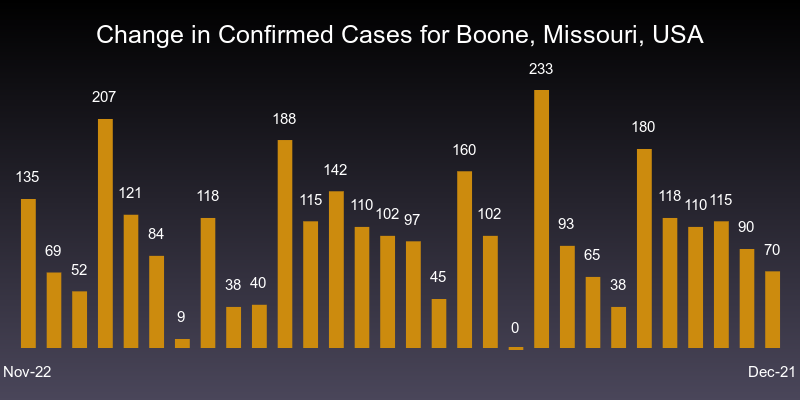 Change in Confirmed Cases for Boone, Missouri, USA
135 69 52 207 121 84 9 118 38 40 188 115 142 110 102 97 45 160 102 0 233 93 65 38 180 118 110 115 90 70
Nov-22 Dec-21